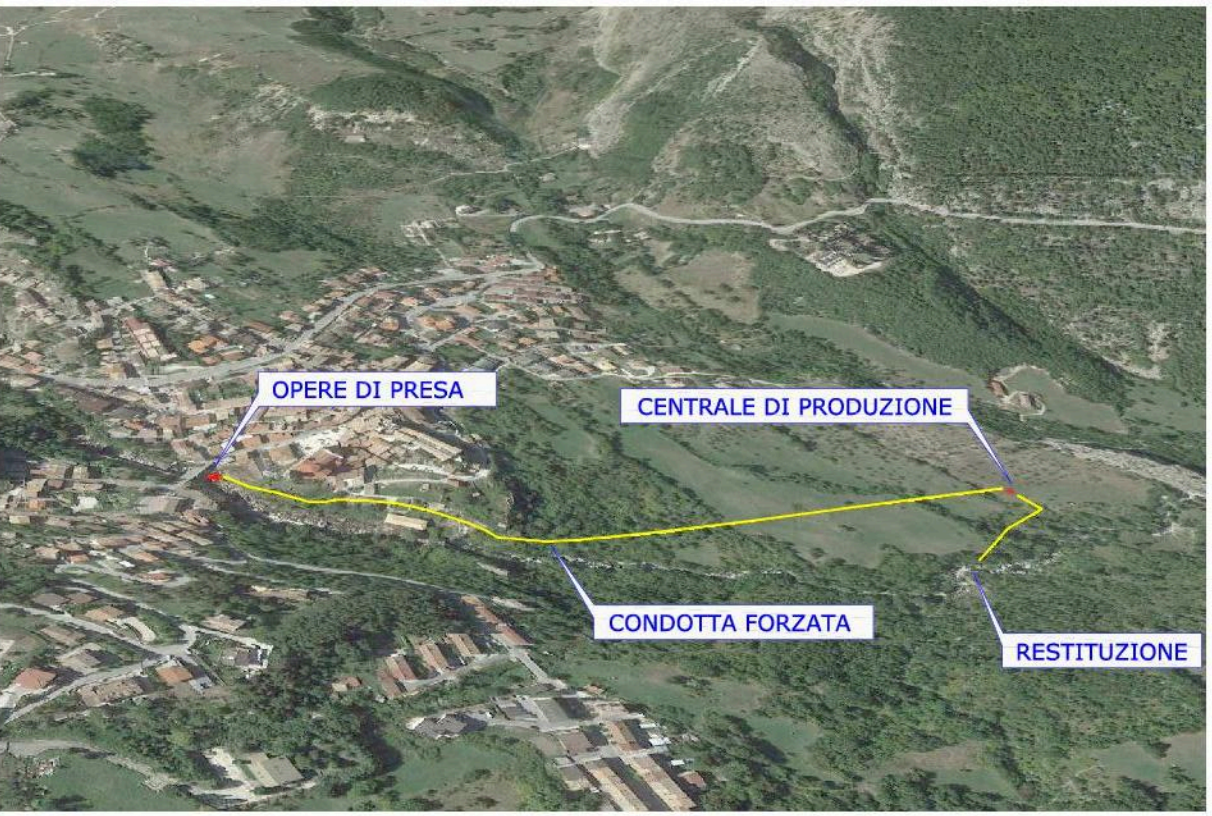 OPERE DI PRESA
CENTRALE DI PRODUZIONE
CONDOTTA FORZATA
RESTITUZIONE